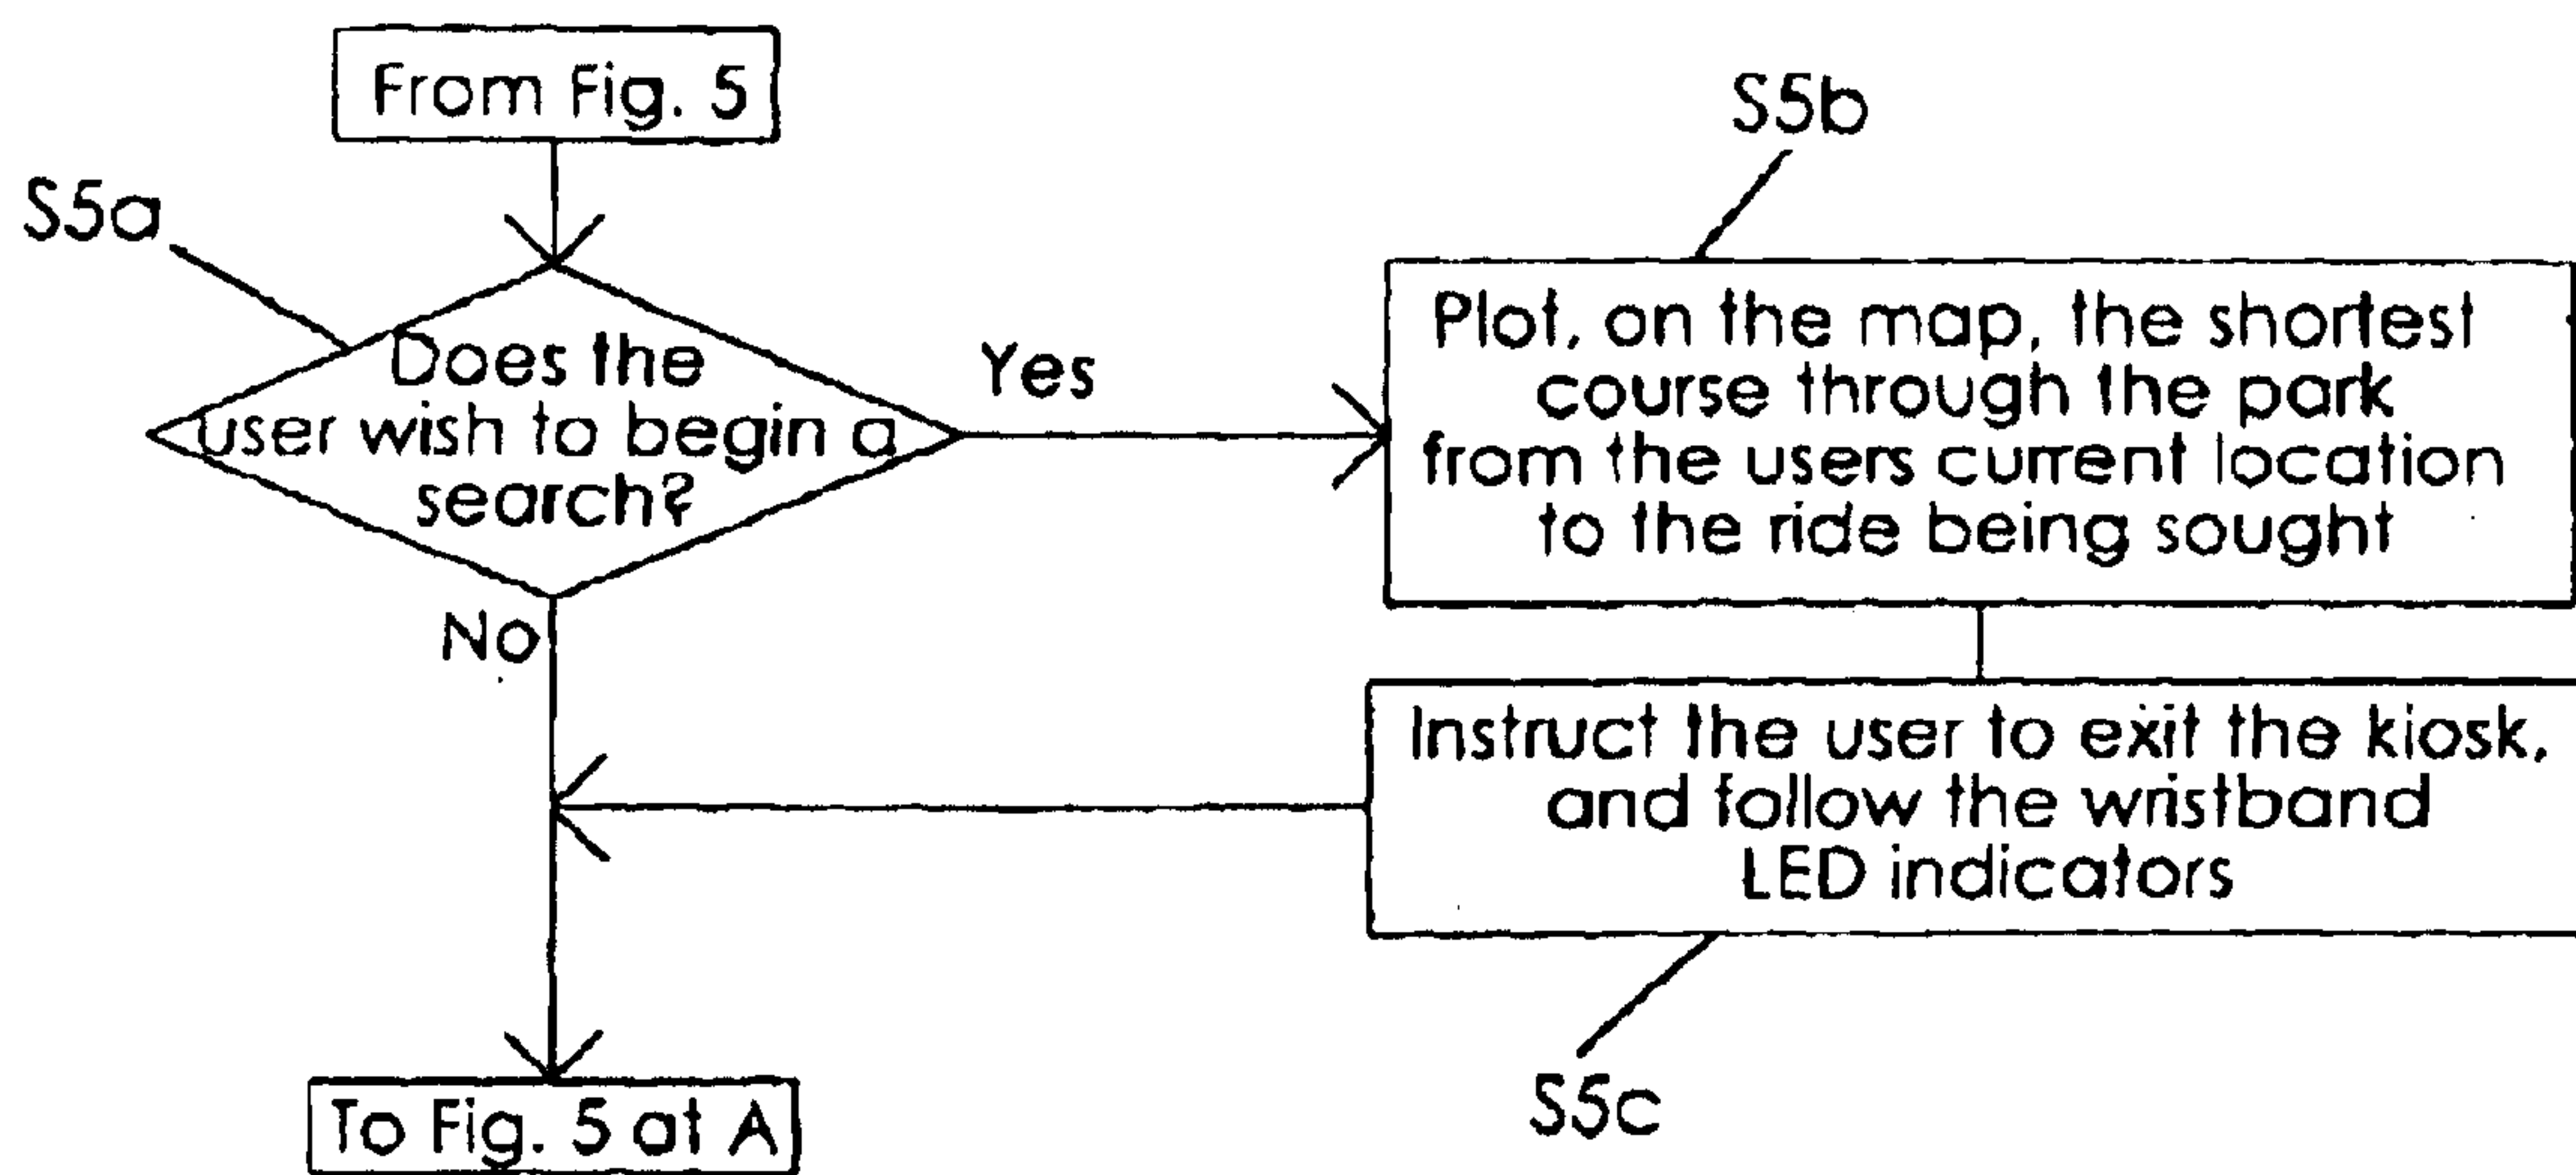 From Fig. 5
S5a
S5b
Does the
user wish to begin a
search?
Yes
No
Plot, on the map, the shortest
course through the park
from the users current location
to the ride being sought
Instruct the user to exit the kiosk,
and follow the wristband
LED indicators
S5c
To Fig. 5 at A